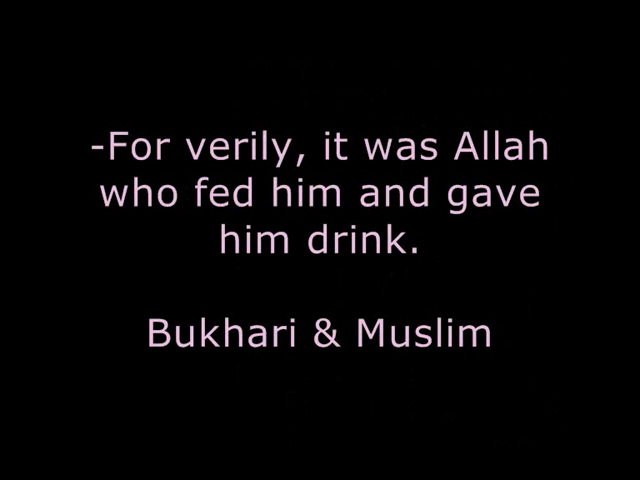 -For verily, it was Allah
who fed him and gave
him drink.
Bukhari & Muslim